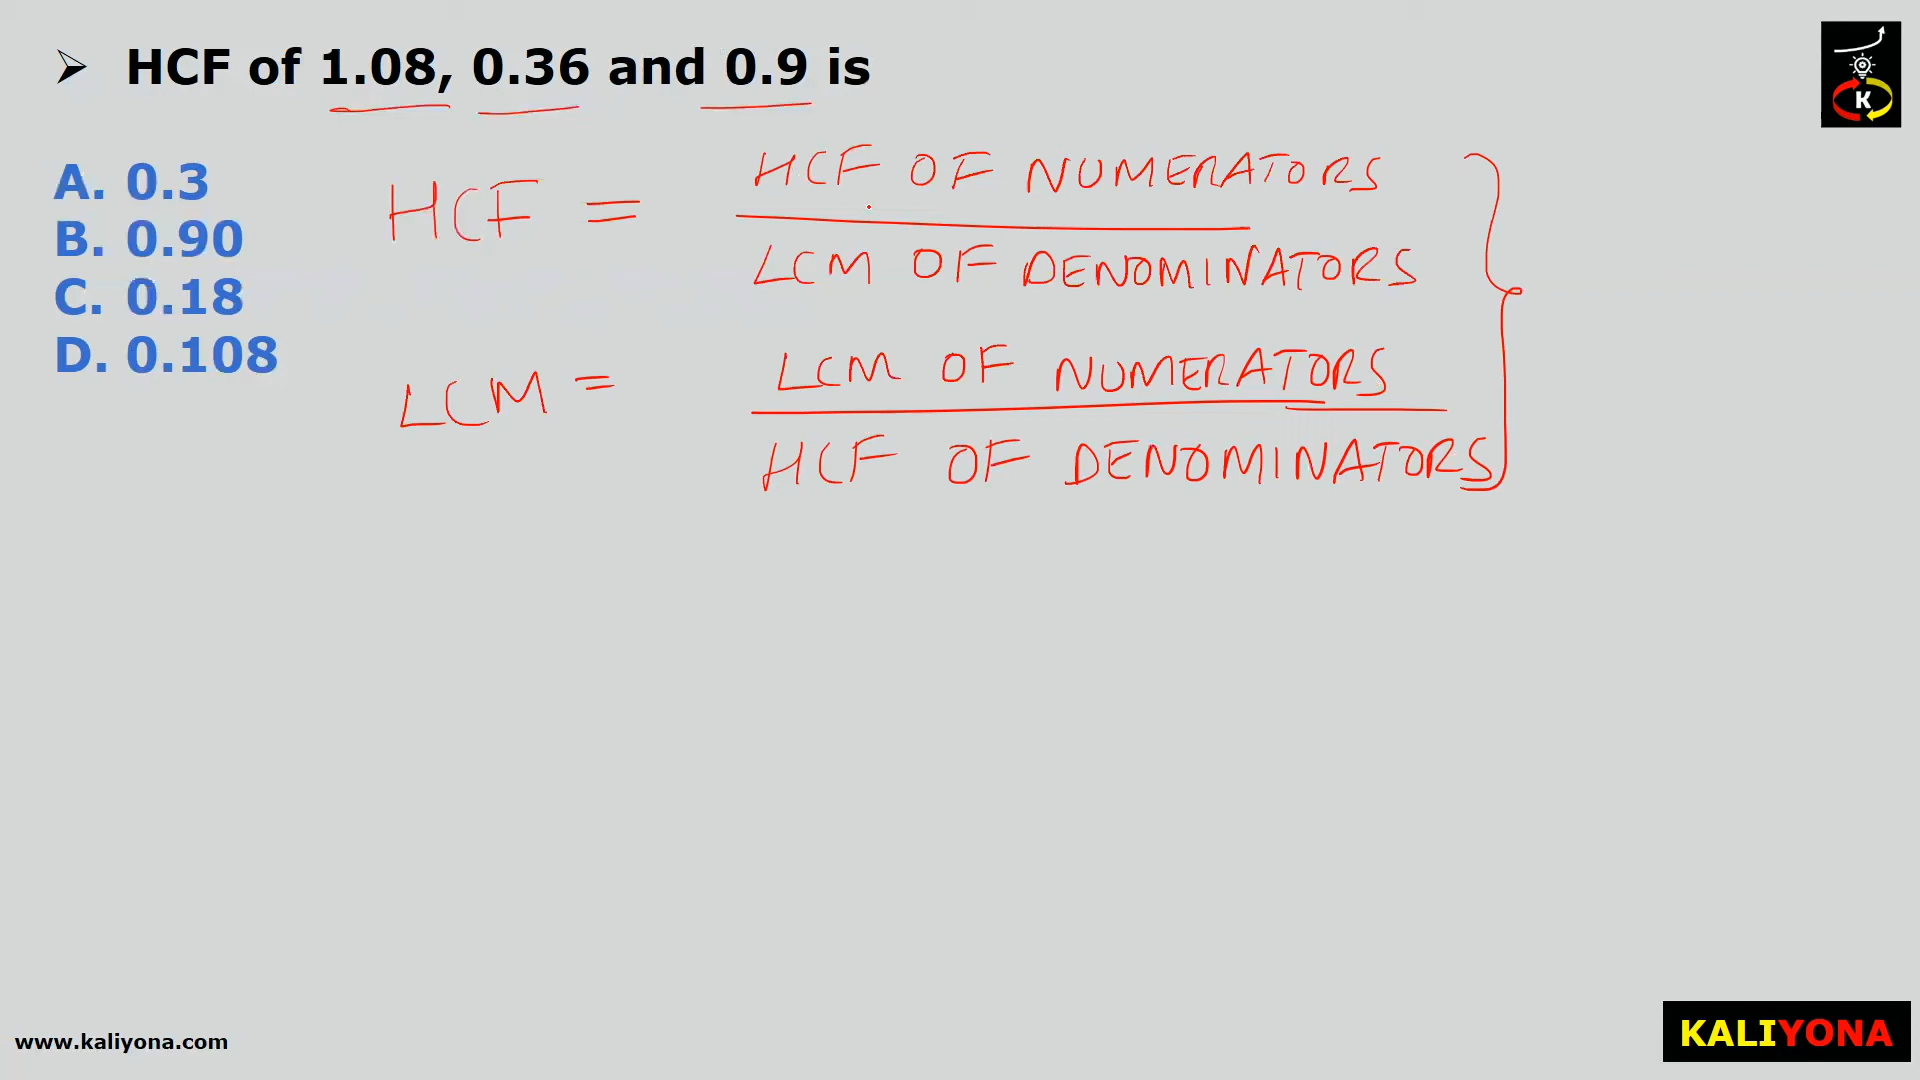 ➢ HCF of 1.08, 0.36 and 0.9 is
A. 0.3
B. 0.90
C. 0.18
D. 0.108
HCF = HCF OF NUMERATORS
LCM OF DENOMINATORS
LCM = LCM OF NUMERATORS
HCF OF DENOMINATORS
K
www.kaliyona.com
KALIYONA